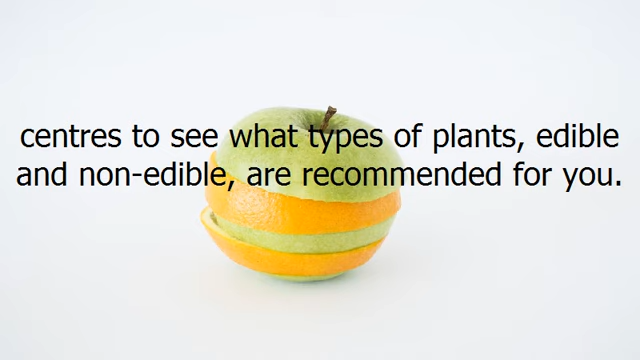 centres to see what types of plants, edible
and non-edible, are recommended for you.